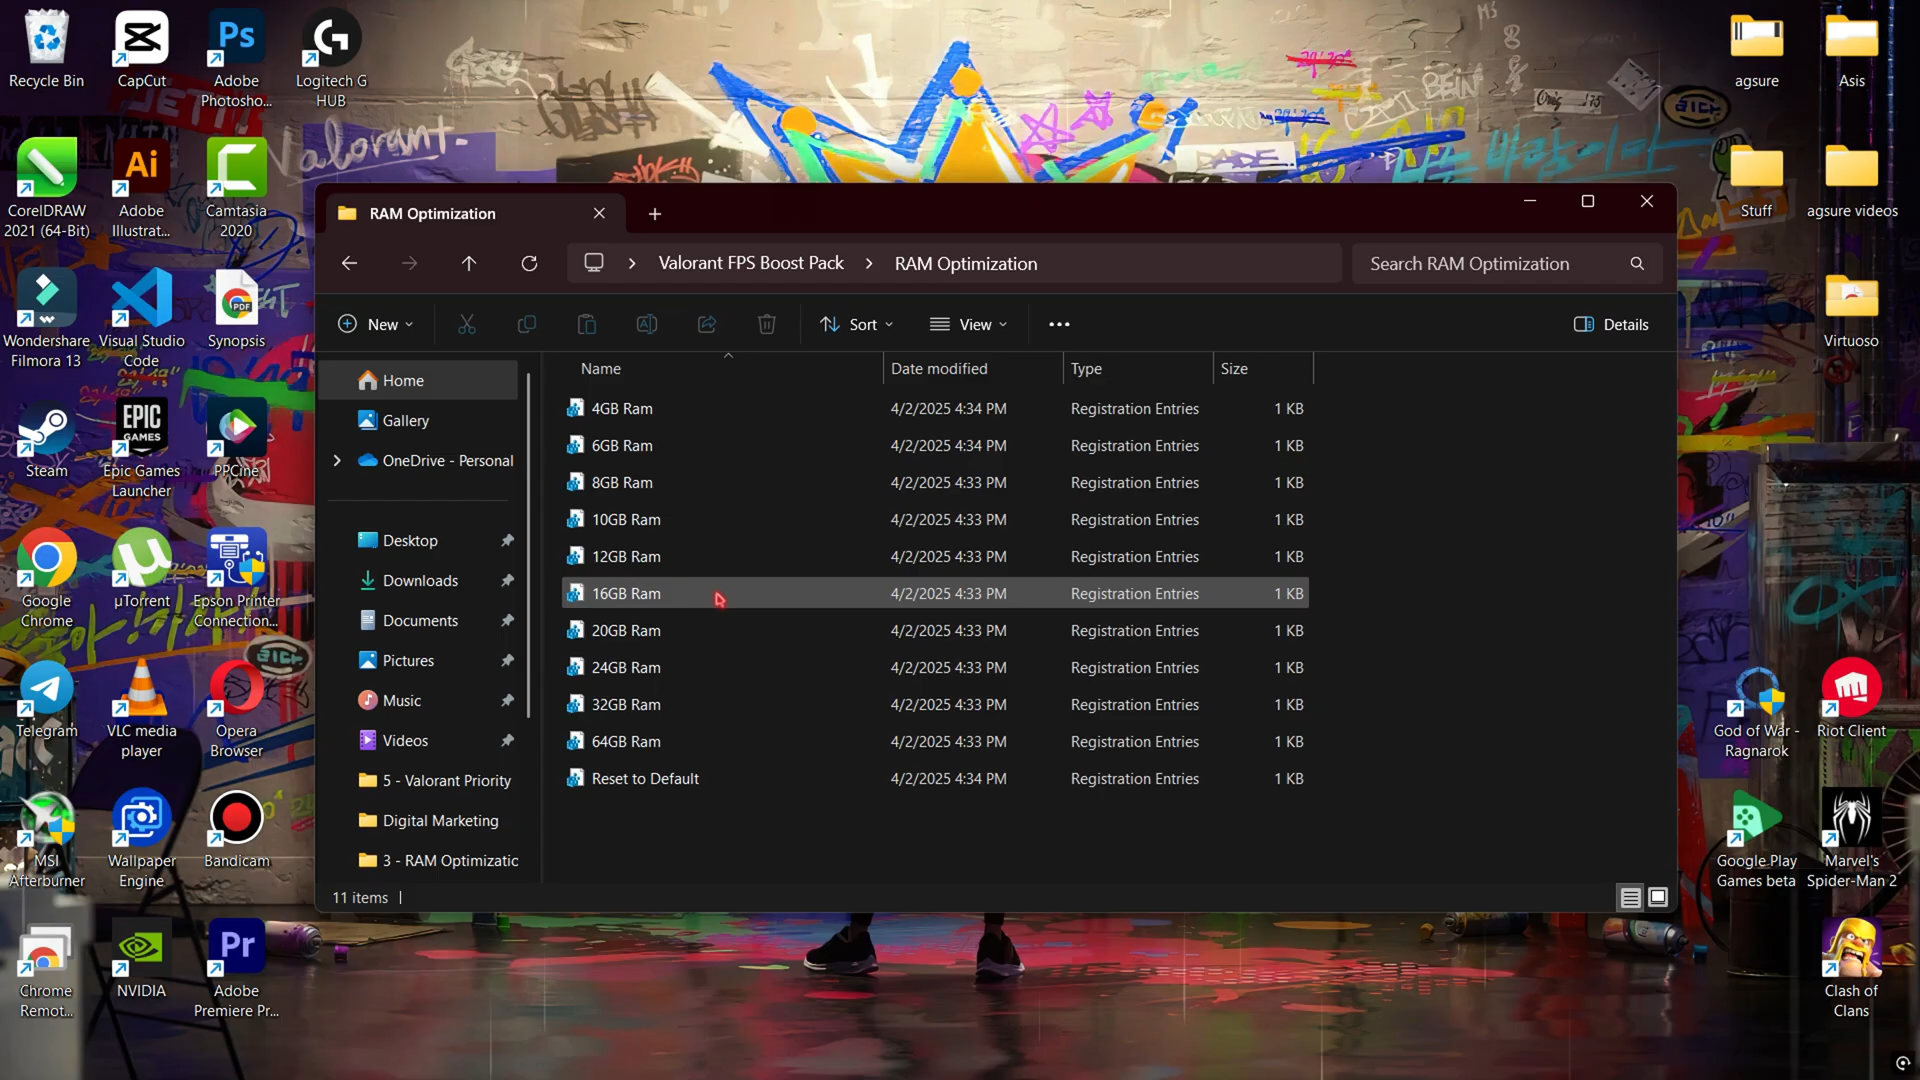 Recycle Bin
CapCut
Adobe
Photosho...
Logitech G
HUB
CorelDRAW
2021 (64-Bit)
Adobe
Illustrat...
Camtasia
2020
Wondershare
Filmora 13
Visual Studio
Code
Synopsis
Steam
Epic Games
Launcher
PPCine
Google
Chrome
µTorrent
Epson Printer
Connection...
Telegram
VLC media
player
Opera
Browser
MSI
Afterburner
Wallpaper
Engine
Bandicam
Chrome
Remot...
NVIDIA
Adobe
Premiere Pr...
Ps
Ai
PDF
EPIC
GAMES
Pr
Valorant.
RAM Optimization
Valorant FPS Boost Pack
RAM Optimization
Search RAM Optimization
New
Sort
View
Details
Home
Gallery
OneDrive - Personal
Desktop
Downloads
Documents
Pictures
Music
Videos
5 - Valorant Priority
Digital Marketing
3 - RAM Optimizatic
Name Date modified Type Size
4GB Ram 4/2/2025 4:34 PM Registration Entries 1 KB
6GB Ram 4/2/2025 4:34 PM Registration Entries 1 KB
8GB Ram 4/2/2025 4:33 PM Registration Entries 1 KB
10GB Ram 4/2/2025 4:33 PM Registration Entries 1 KB
12GB Ram 4/2/2025 4:33 PM Registration Entries 1 KB
16GB Ram 4/2/2025 4:33 PM Registration Entries 1 KB
20GB Ram 4/2/2025 4:33 PM Registration Entries 1 KB
24GB Ram 4/2/2025 4:33 PM Registration Entries 1 KB
32GB Ram 4/2/2025 4:33 PM Registration Entries 1 KB
64GB Ram 4/2/2025 4:33 PM Registration Entries 1 KB
Reset to Default 4/2/2025 4:34 PM Registration Entries 1 KB
11 items
agsure
Asis
Stuff
agsure videos
Virtuoso
God of War -
Ragnarok
Riot Client
Google Play
Games beta
Marvel's
Spider-Man 2
Clash of
Clans